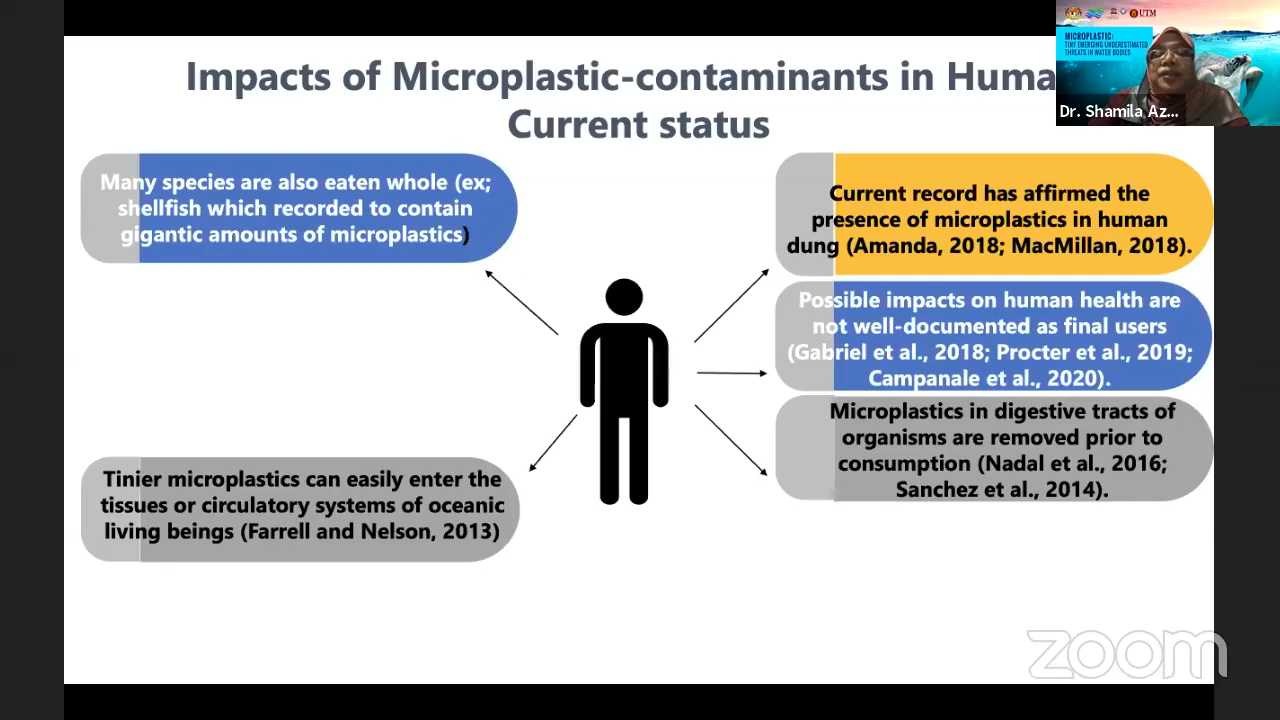 Impacts of Microplastic-contaminants in Huma
Current status
Many species are also eaten whole (ex;
shellfish which recorded to contain
gigantic amounts of microplastics)
Tinier microplastics can easily enter the
tissues or circulatory systems of oceanic
living beings (Farrell and Nelson, 2013)
Current record has affirmed the
presence of microplastics in human
dung (Amanda, 2018; MacMillan, 2018).
Possible impacts on human health are
not well-documented as final users
(Gabriel et al., 2018; Procter et al., 2019;
Campanale et al., 2020).
Microplastics in digestive tracts of
organisms are removed prior to
consumption (Nadal et al., 2016;
Sanchez et al., 2014).
UTM
MICROPLASTIC:
TINY EMERGING UNDERESTIMATED
THREATS IN WATER BODIES
Dr. Shamila Az...
zoom